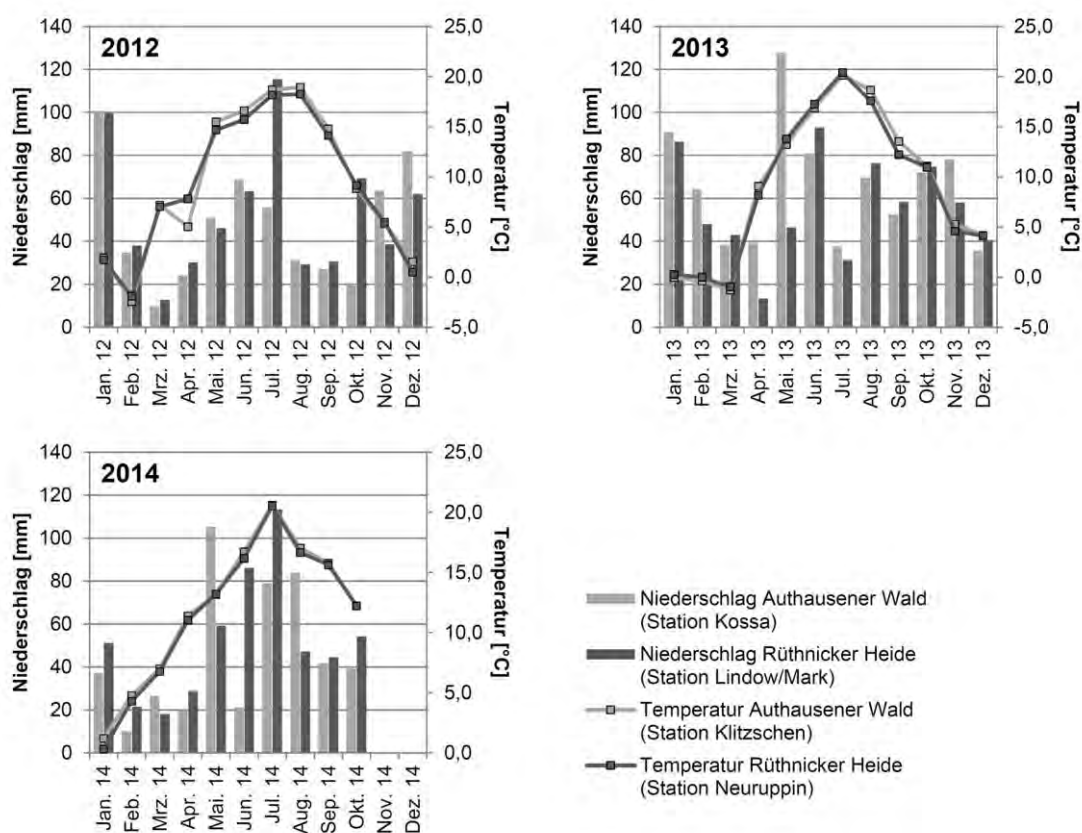 2012
Niederschlag [mm]
140
120
100
80
60
40
20
0
Temperatur [°C]
25,0
20,0
15,0
10,0
5,0
0,0
-5,0
Jan. 12
Feb. 12
Mrz. 12
Apr. 12
Mai. 12
Jun. 12
Jul. 12
Aug. 12
Sep. 12
Okt. 12
Nov. 12
Dez. 12
2013
Niederschlag [mm]
140
120
100
80
60
40
20
0
Temperatur [°C]
25,0
20,0
15,0
10,0
5,0
0,0
-5,0
Jan. 13
Feb. 13
Mrz. 13
Apr. 13
Mai. 13
Jun. 13
Jul. 13
Aug. 13
Sep. 13
Okt. 13
Nov. 13
Dez. 13
2014
Niederschlag [mm]
140
120
100
80
60
40
20
0
Temperatur [°C]
25,0
20,0
15,0
10,0
5,0
0,0
Jan. 14
Feb. 14
Mrz. 14
Apr. 14
Mai. 14
Jun. 14
Jul. 14
Aug. 14
Sep. 14
Okt. 14
Nov. 14
Dez. 14
Niederschlag Authausener Wald
(Station Kossa)
Niederschlag Rüthnicker Heide
(Station Lindow/Mark)
Temperatur Authausener Wald
(Station Klitzschen)
Temperatur Rüthnicker Heide
(Station Neuruppin)